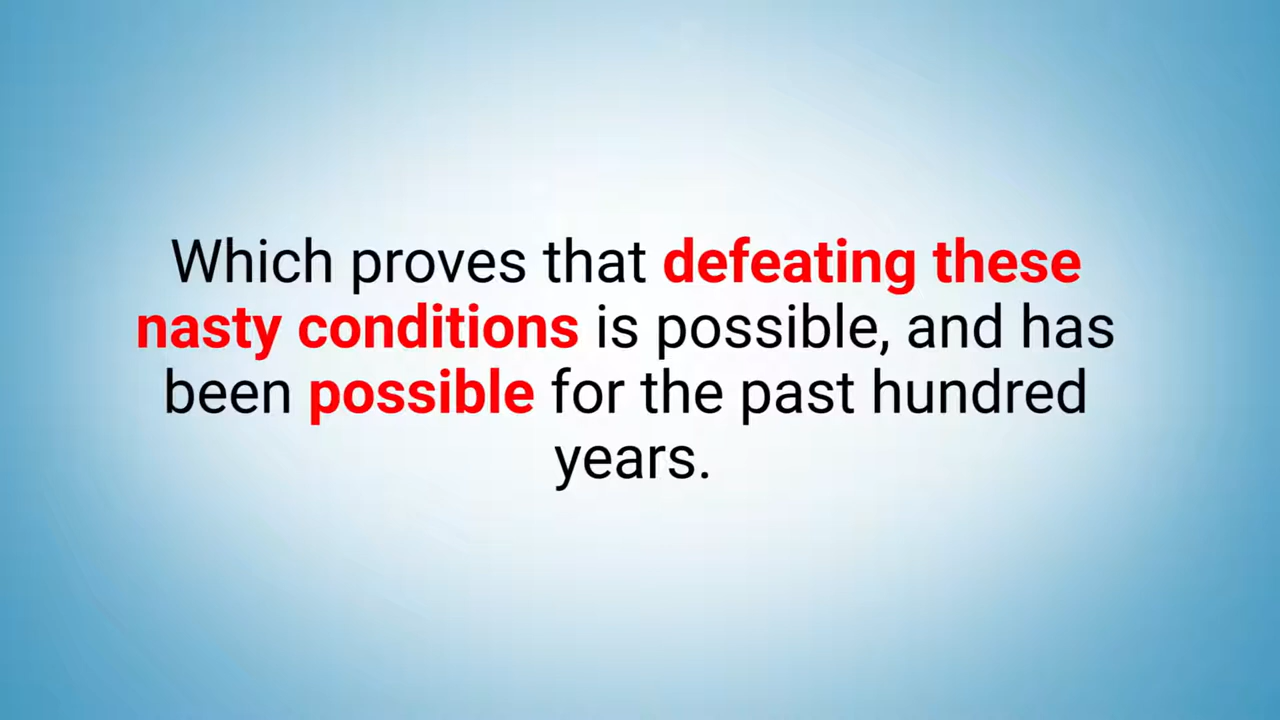 Which proves that defeating these
nasty conditions is possible, and has
been possible for the past hundred
years.